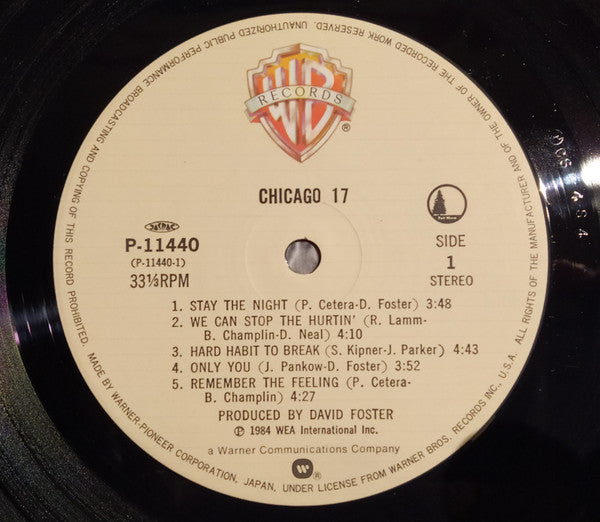 UNAUTHORIZED PUBLIC PERFORMANCE BROADCASTING AND COPYING OF THIS RECORD PROHIBITED.
ALL RIGHTS OF THE MANUFACTURER AND OF THE OWNER OF THE RECORDED WORK RESERVED.
WB
RECORDS
®
CHICAGO 17
JASRAC
P-11440
(P-11440-1)
33⅓RPM
Full Moon
SIDE
1
STEREO
1. STAY THE NIGHT (P. Cetera-D. Foster) 3:48
2. WE CAN STOP THE HURTIN' (R. Lamm-
B. Champlin-D. Neal) 4:10
3. HARD HABIT TO BREAK (S. Kipner-J. Parker) 4:43
4. ONLY YOU (J. Pankow-D. Foster) 3:52
5. REMEMBER THE FEELING (P. Cetera-
B. Champlin) 4:27
PRODUCED BY DAVID FOSTER
℗ 1984 WEA International Inc.
a Warner Communications Company
MADE BY WARNER-PIONEER CORPORATION, JAPAN, UNDER LICENSE FROM WARNER BROS. RECORDS INC., U.S.A.